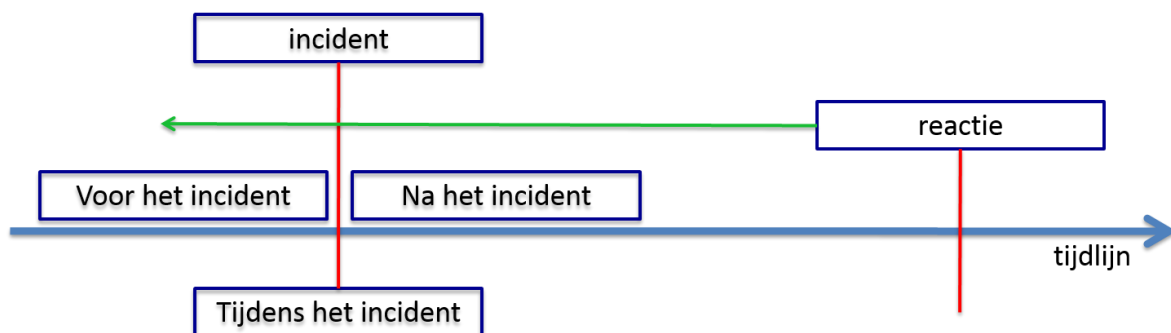 incident
reactie
Voor het incident
Na het incident
tijdlijn
Tijdens het incident